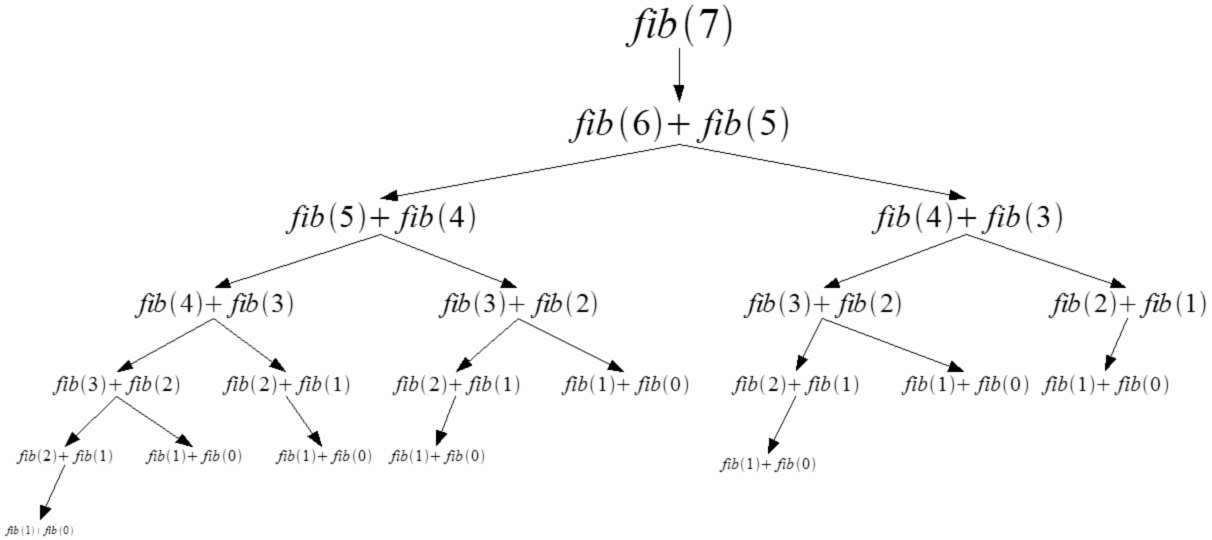 fib(7)
fib(6)+ fib(5)
fib(5)+ fib(4) fib(4)+ fib(3)
fib(4)+ fib(3) fib(3)+ fib(2) fib(3)+ fib(2) fib(2)+ fib(1)
fib(3)+ fib(2) fib(2)+ fib(1) fib(2)+ fib(1) fib(1)+ fib(0) fib(2)+ fib(1) fib(1)+ fib(0) fib(1)+ fib(0)
fib(2)+ fib(1) fib(1)+ fib(0) fib(1)+ fib(0) fib(1)+ fib(0) fib(1)+ fib(0)
fib(1)+ fib(0)